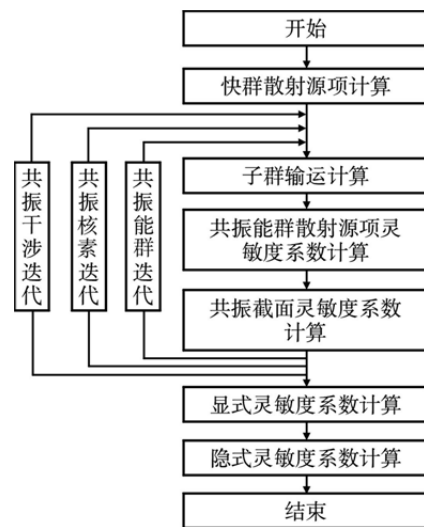 开始
快群散射源项计算
子群输运计算
共振能群散射源项灵
敏度系数计算
共振截面灵敏度系数
计算
共振干涉迭代
共振核素迭代
共振能群迭代
显式灵敏度系数计算
隐式灵敏度系数计算
结束